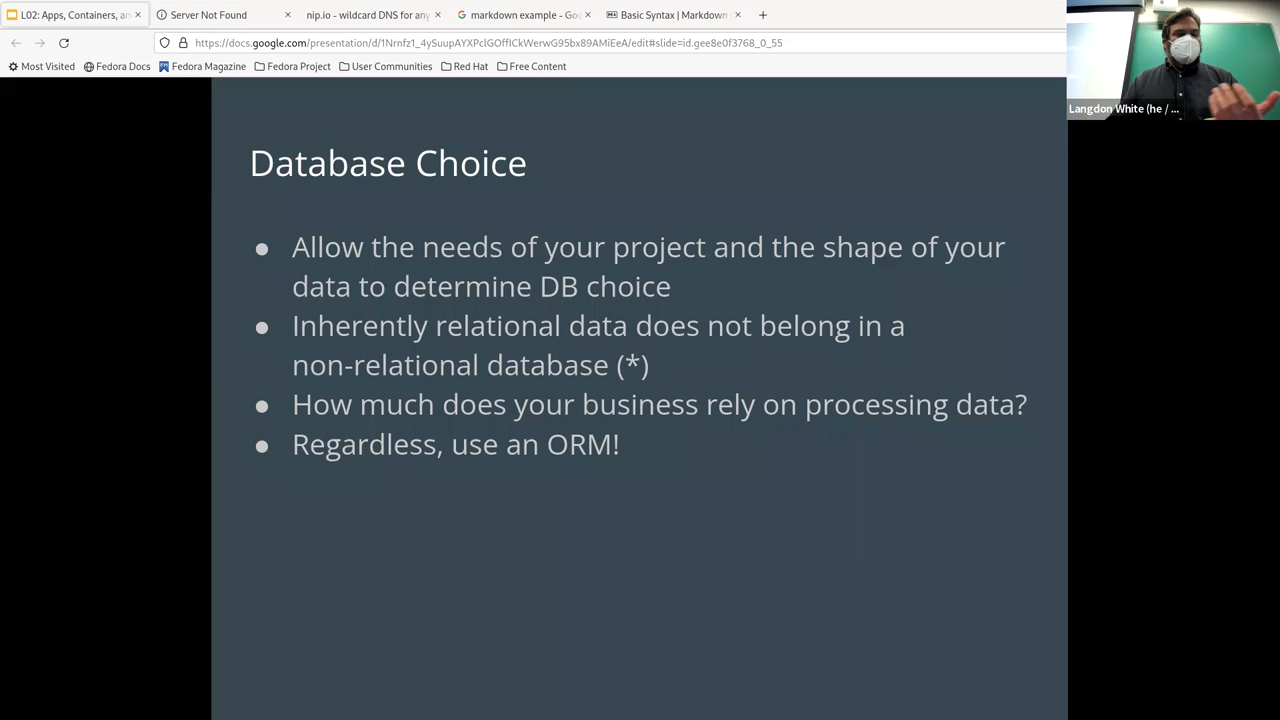 L02: Apps, Containers, an
Server Not Found
nip.io - wildcard DNS for any
markdown example - Goo
Basic Syntax | Markdown
https://docs.google.com/presentation/d/1Nrnfz1_4ySuupAYXPclGOffICkWerwG95bx89AMiEeA/edit#slide=id.gee8e0f3768_0_55
Most Visited Fedora Docs Fedora Magazine Fedora Project User Communities Red Hat Free Content
Langdon White (he / ...
Database Choice
● Allow the needs of your project and the shape of your
data to determine DB choice
● Inherently relational data does not belong in a
non-relational database (*)
● How much does your business rely on processing data?
● Regardless, use an ORM!